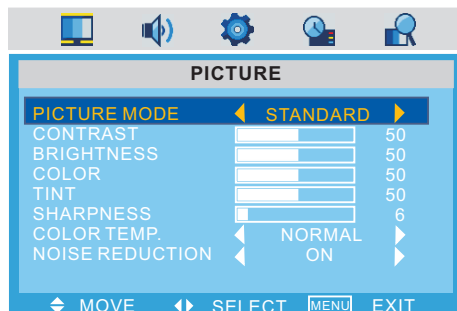 PICTURE
PICTURE MODE STANDARD
CONTRAST 50
BRIGHTNESS 50
COLOR 50
TINT 50
SHARPNESS 6
COLOR TEMP. NORMAL
NOISE REDUCTION ON
MOVE SELECT MENU EXIT